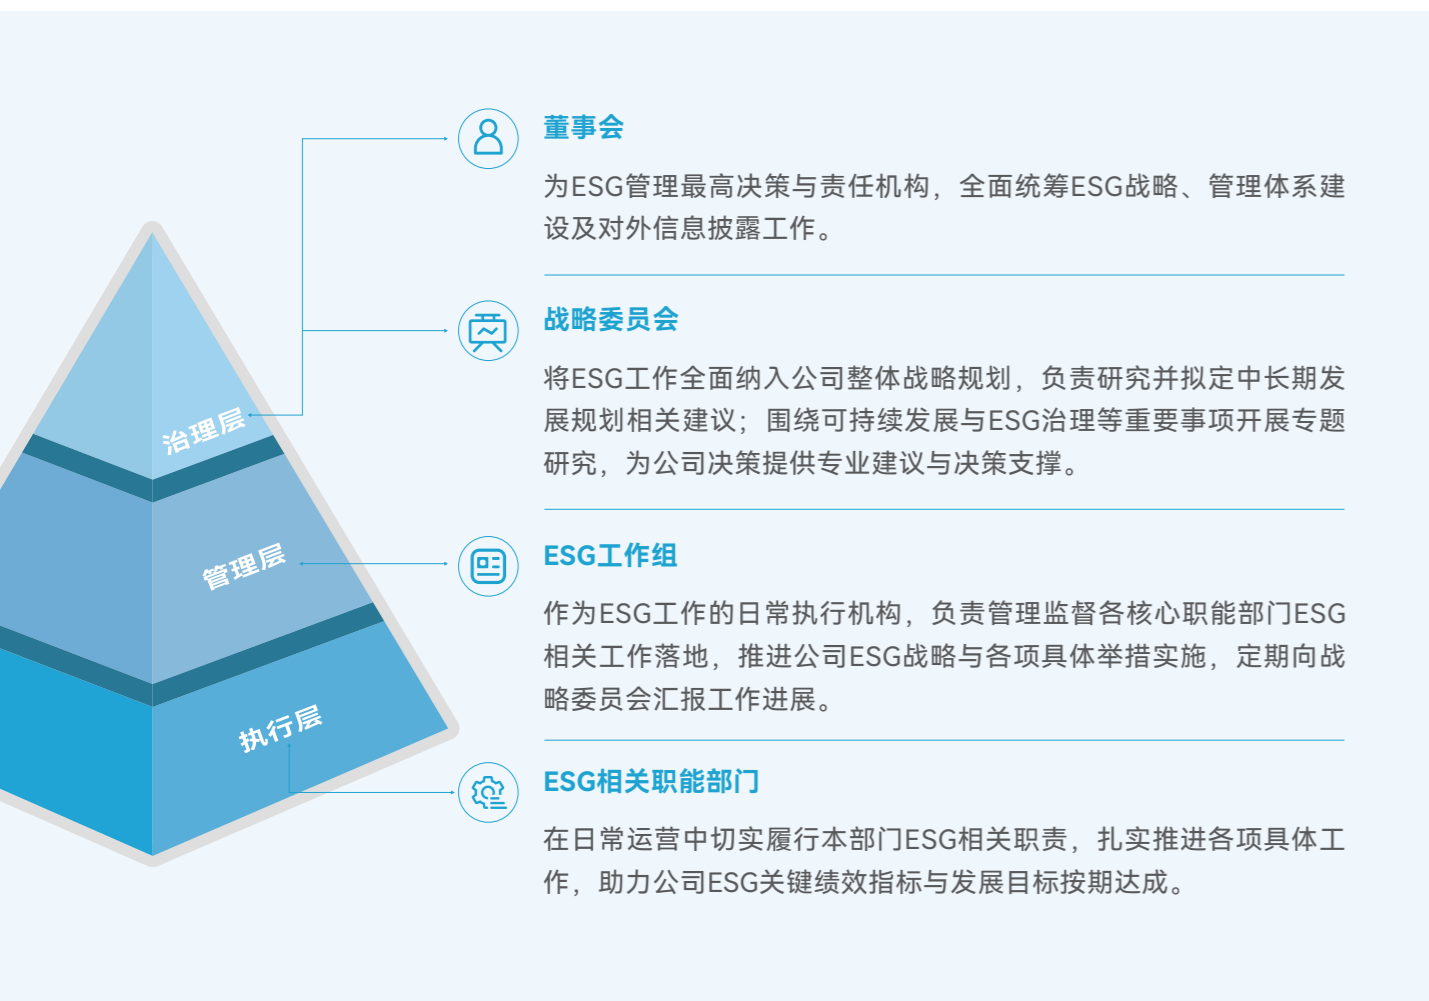 董事会
为ESG管理最高决策与责任机构，全面统筹ESG战略、管理体系建
设及对外信息披露工作。
战略委员会
将ESG工作全面纳入公司整体战略规划，负责研究并拟定中长期发
展规划相关建议；围绕可持续发展与ESG治理等重要事项开展专题
研究，为公司决策提供专业建议与决策支撑。
治理层
管理层
ESG工作组
作为ESG工作的日常执行机构，负责管理监督各核心职能部门ESG
相关工作落地，推进公司ESG战略与各项具体举措实施，定期向战
略委员会汇报工作进展。
执行层
ESG相关职能部门
在日常运营中切实履行本部门ESG相关职责，扎实推进各项具体工
作，助力公司ESG关键绩效指标与发展目标按期达成。